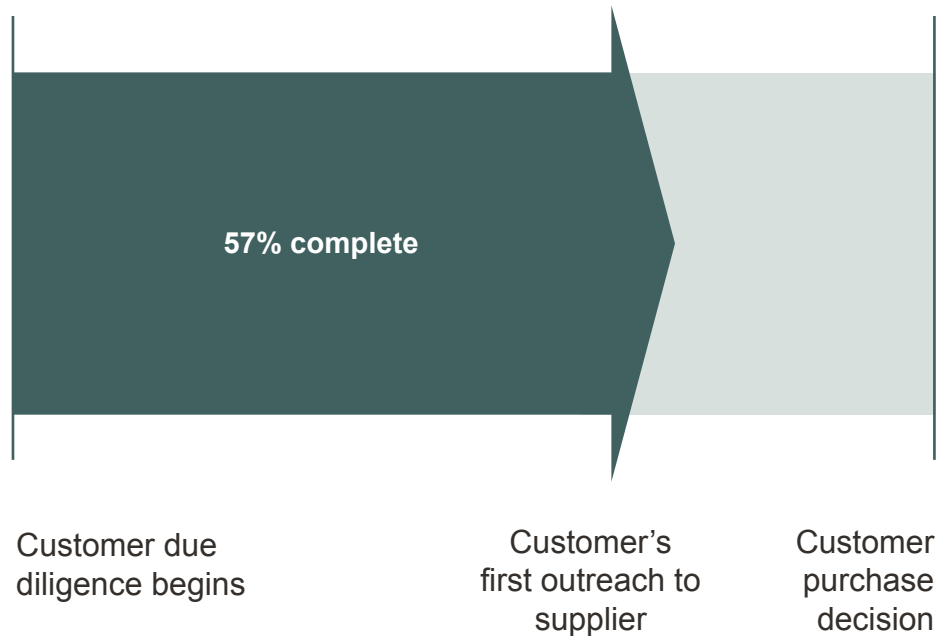 57% complete
Customer due
diligence begins
Customer’s
first outreach to
supplier
Customer
purchase
decision